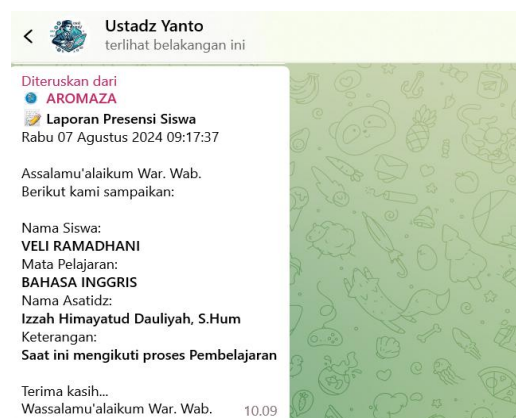 Ustadz Yanto
terlihat belakangan ini
Diteruskan dari
AROMAZA
Laporan Presensi Siswa
Rabu 07 Agustus 2024 09:17:37
Assalamu'alaikum War. Wab.
Berikut kami sampaikan:
Nama Siswa:
VELI RAMADHANI
Mata Pelajaran:
BAHASA INGGRIS
Nama Asatidz:
Izzah Himayatud Dauliyah, S.Hum
Keterangan:
Saat ini mengikuti proses Pembelajaran
Terima kasih...
Wassalamu'alaikum War. Wab. 10.09